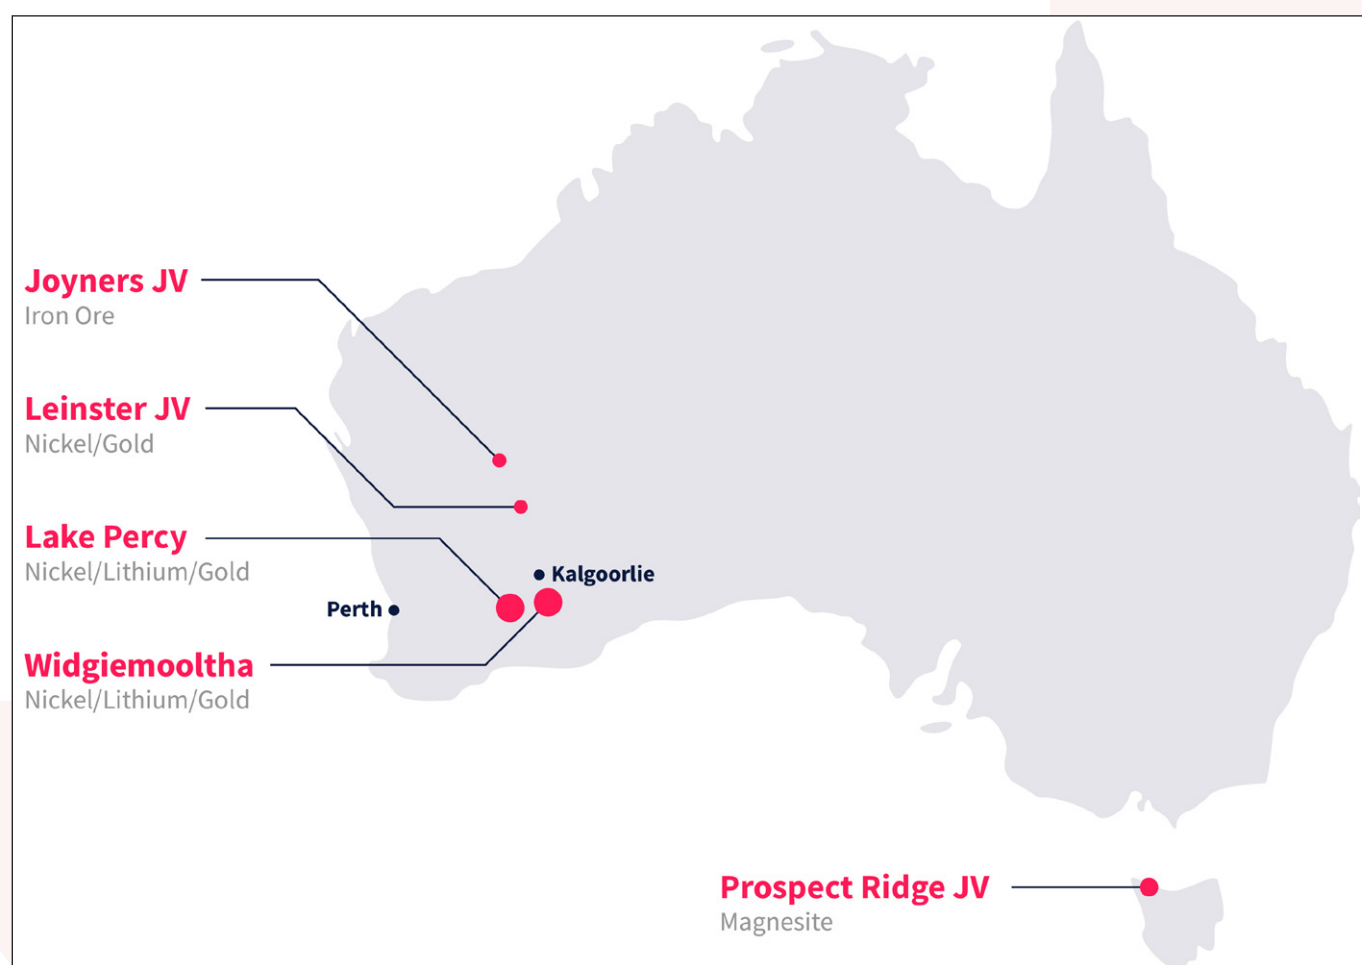 Joyners JV
Iron Ore
Leinster JV
Nickel/Gold
Lake Percy
Nickel/Lithium/Gold
Kalgoorlie
Perth
Widgiemooltha
Nickel/Lithium/Gold
Prospect Ridge JV
Magnesite